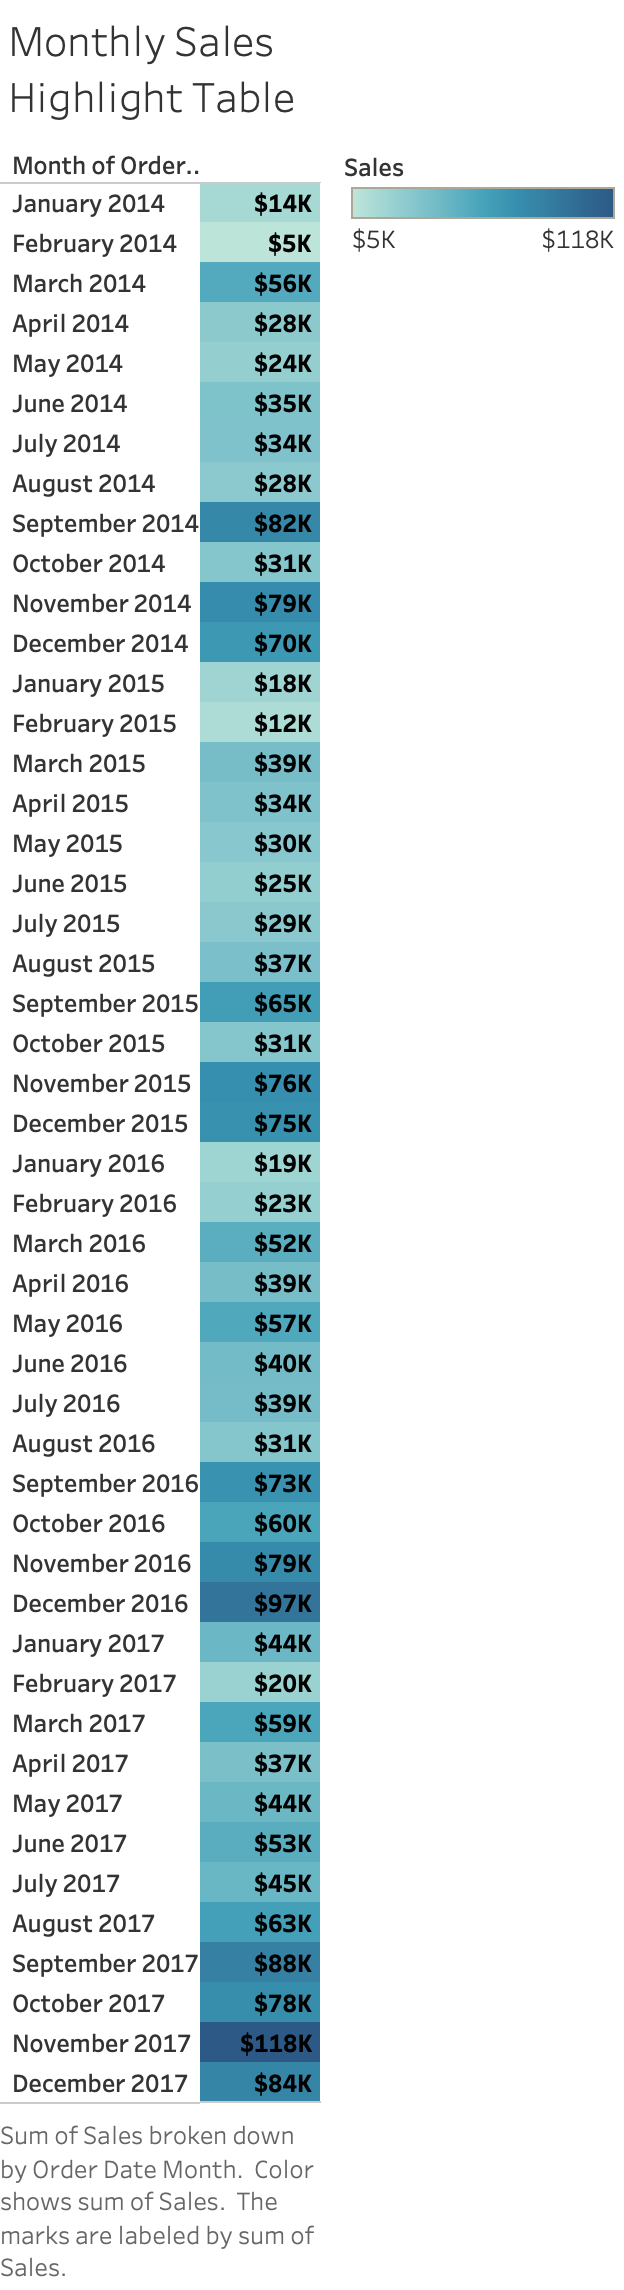 Monthly Sales
Highlight Table
Month of Order..
Sales
$5K $118K
January 2014 $14K
February 2014 $5K
March 2014 $56K
April 2014 $28K
May 2014 $24K
June 2014 $35K
July 2014 $34K
August 2014 $28K
September 2014 $82K
October 2014 $31K
November 2014 $79K
December 2014 $70K
January 2015 $18K
February 2015 $12K
March 2015 $39K
April 2015 $34K
May 2015 $30K
June 2015 $25K
July 2015 $29K
August 2015 $37K
September 2015 $65K
October 2015 $31K
November 2015 $76K
December 2015 $75K
January 2016 $19K
February 2016 $23K
March 2016 $52K
April 2016 $39K
May 2016 $57K
June 2016 $40K
July 2016 $39K
August 2016 $31K
September 2016 $73K
October 2016 $60K
November 2016 $79K
December 2016 $97K
January 2017 $44K
February 2017 $20K
March 2017 $59K
April 2017 $37K
May 2017 $44K
June 2017 $53K
July 2017 $45K
August 2017 $63K
September 2017 $88K
October 2017 $78K
November 2017 $118K
December 2017 $84K
Sum of Sales broken down
by Order Date Month.  Color
shows sum of Sales.  The
marks are labeled by sum of
Sales.